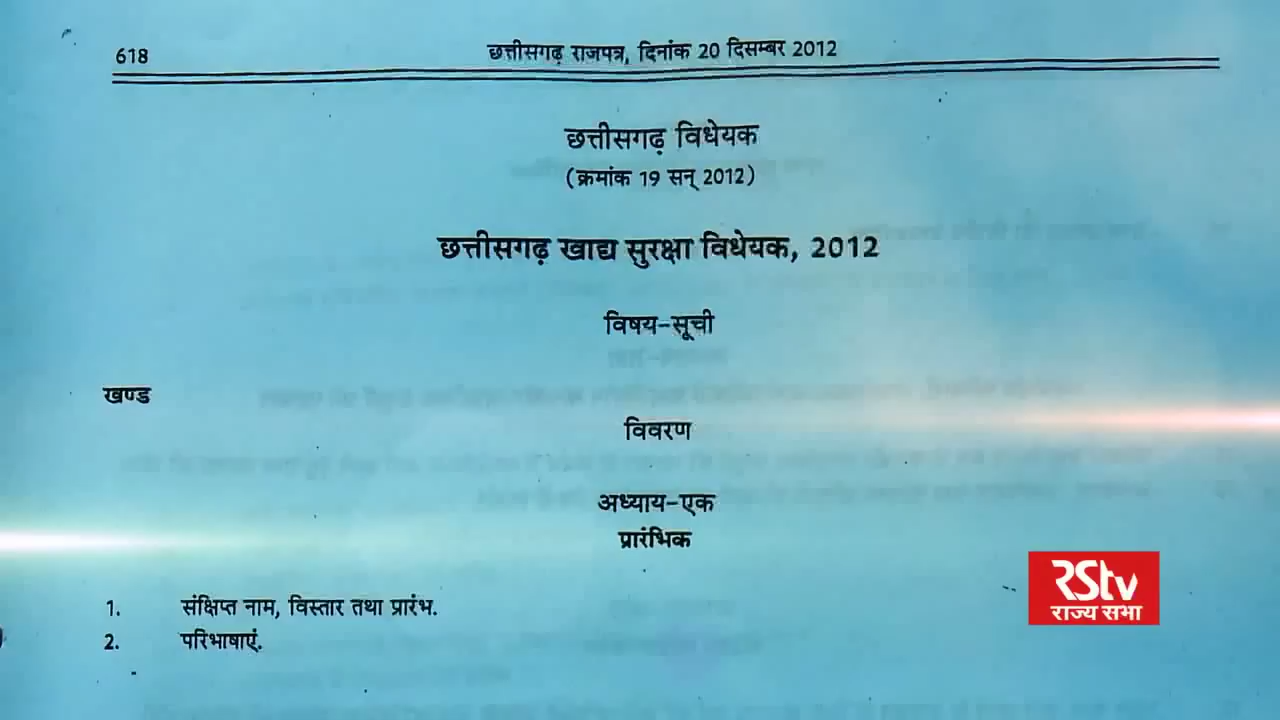 618
छत्तीसगढ़ राजपत्र, दिनांक 20 दिसम्बर 2012
छत्तीसगढ़ विधेयक
(क्रमांक 19 सन् 2012)
छत्तीसगढ़ खाद्य सुरक्षा विधेयक, 2012
विषय-सूची
खण्ड
विवरण
अध्याय-एक
प्रारंभिक
1. संक्षिप्त नाम, विस्तार तथा प्रारंभ.
2. परिभाषाएं.
RStv
राज्य सभा